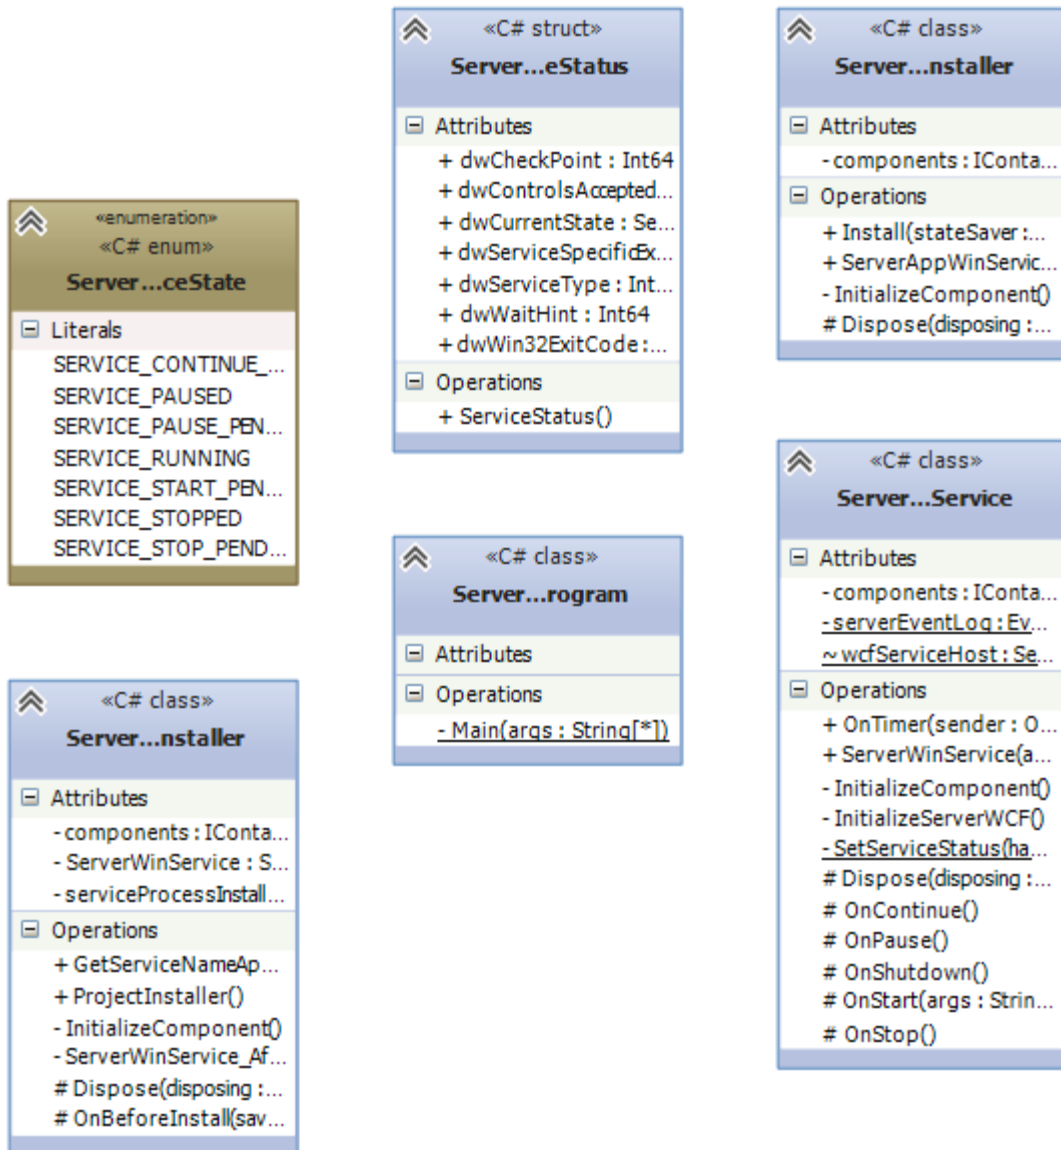 «enumeration»
«C# enum»
Server...ceState
Literals
SERVICE_CONTINUE_...
SERVICE_PAUSED
SERVICE_PAUSE_PEN...
SERVICE_RUNNING
SERVICE_START_PEN...
SERVICE_STOPPED
SERVICE_STOP_PEND...
«C# class»
Server...nstaller
Attributes
- components : IConta...
- ServerWinService : S...
- serviceProcessInstall...
Operations
+ GetServiceNameAp...
+ ProjectInstaller()
- InitializeComponent()
- ServerWinService_Af...
# Dispose(disposing :...
# OnBeforeInstall(sav...
«C# struct»
Server...eStatus
Attributes
+ dwCheckPoint : Int64
+ dwControlsAccepted...
+ dwCurrentState : Se...
+ dwServiceSpecificEx...
+ dwServiceType : Int...
+ dwWaitHint : Int64
+ dwWin32ExitCode :...
Operations
+ ServiceStatus()
«C# class»
Server...rogram
Attributes
Operations
- Main(args : String[*])
«C# class»
Server...nstaller
Attributes
- components : IConta...
Operations
+ Install(stateSaver :...
+ ServerAppWinServic...
- InitializeComponent()
# Dispose(disposing :...
«C# class»
Server...Service
Attributes
- components : IConta...
- serverEventLog : Ev...
~ wcfServiceHost : Se...
Operations
+ OnTimer(sender : O...
+ ServerWinService(a...
- InitializeComponent()
- InitializeServerWCF()
- SetServiceStatus(ha...
# Dispose(disposing :...
# OnContinue()
# OnPause()
# OnShutdown()
# OnStart(args : Strin...
# OnStop()